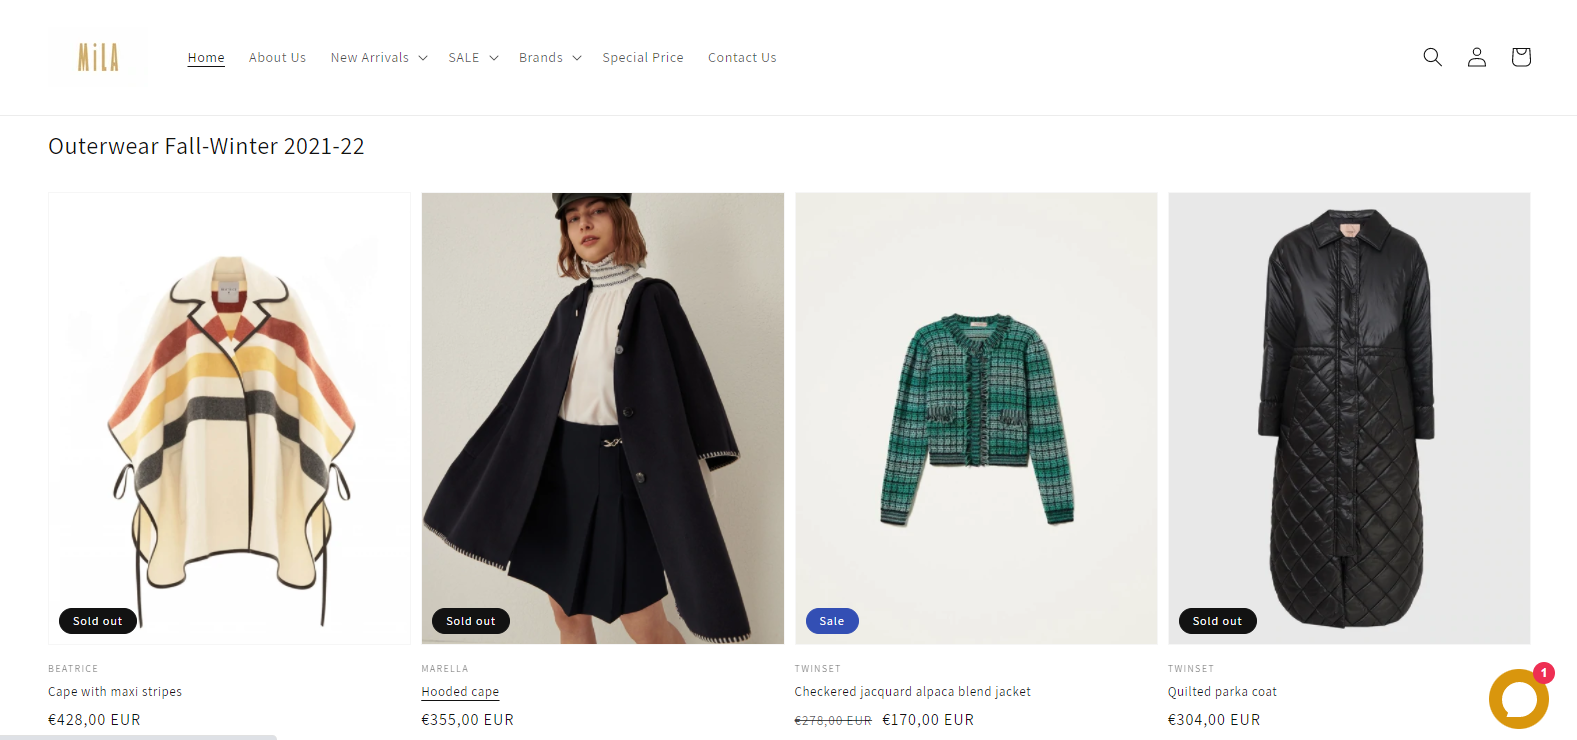 MiLA
Home About Us New Arrivals SALE Brands Special Price Contact Us
Outerwear Fall-Winter 2021-22
Sold out Sold out Sale Sold out
BEATRICE MARELLA TWINSET TWINSET
Cape with maxi stripes Hooded cape Checkered jacquard alpaca blend jacket Quilted parka coat
€428,00 EUR €355,00 EUR €278,00 EUR €170,00 EUR €304,00 EUR
1